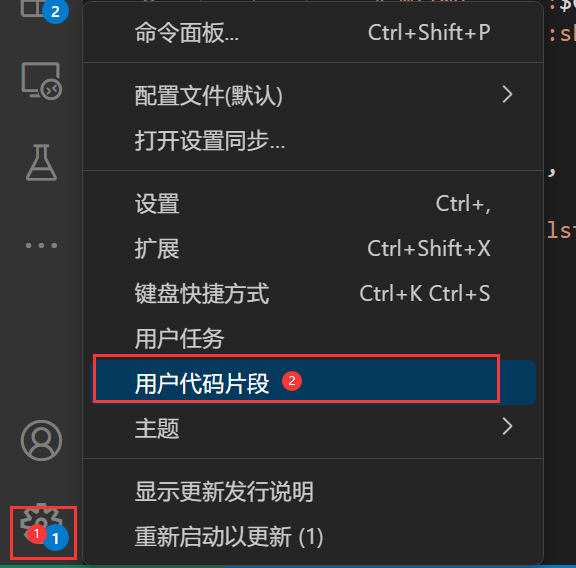 2
:$
命令面板... Ctrl+Shift+P
:s
配置文件(默认)
打开设置同步...
,
设置 Ctrl+,
lst
扩展 Ctrl+Shift+X
键盘快捷方式 Ctrl+K Ctrl+S
用户任务
用户代码片段 2
主题
显示更新发行说明
1 1
重新启动以更新 (1)